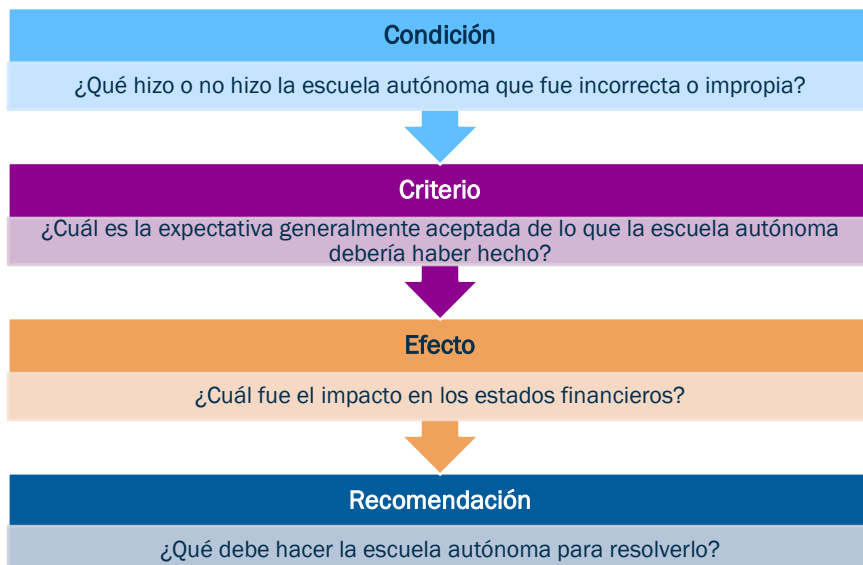 Condición
¿Qué hizo o no hizo la escuela autónoma que fue incorrecta o impropia?
Criterio
¿Cuál es la expectativa generalmente aceptada de lo que la escuela autónoma
debería haber hecho?
Efecto
¿Cuál fue el impacto en los estados financieros?
Recomendación
¿Qué debe hacer la escuela autónoma para resolverlo?